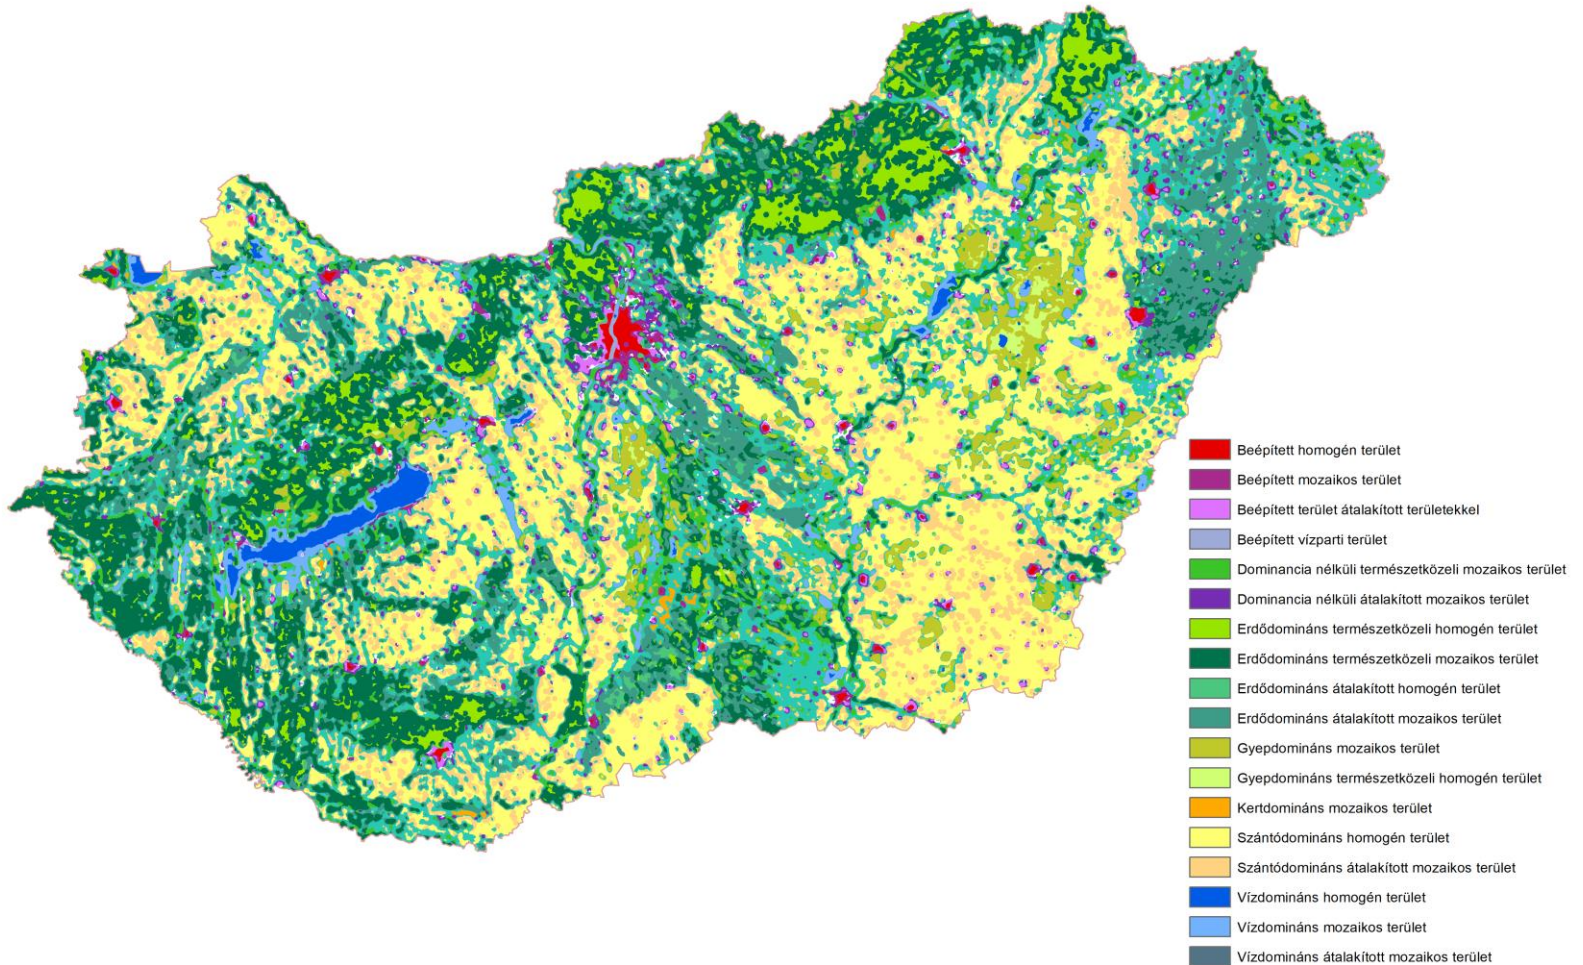 Beépített homogén terület
Beépített mozaikos terület
Beépített terület átalakított területekkel
Beépített vízparti terület
Dominancia nélküli természetközeli mozaikos terület
Dominancia nélküli átalakított mozaikos terület
Erdődomináns természetközeli homogén terület
Erdődomináns természetközeli mozaikos terület
Erdődomináns átalakított homogén terület
Erdődomináns átalakított mozaikos terület
Gyepdomináns mozaikos terület
Gyepdomináns természetközeli homogén terület
Kertdomináns mozaikos terület
Szántódomináns homogén terület
Szántódomináns átalakított mozaikos terület
Vízdomináns homogén terület
Vízdomináns mozaikos terület
Vízdomináns átalakított mozaikos terület